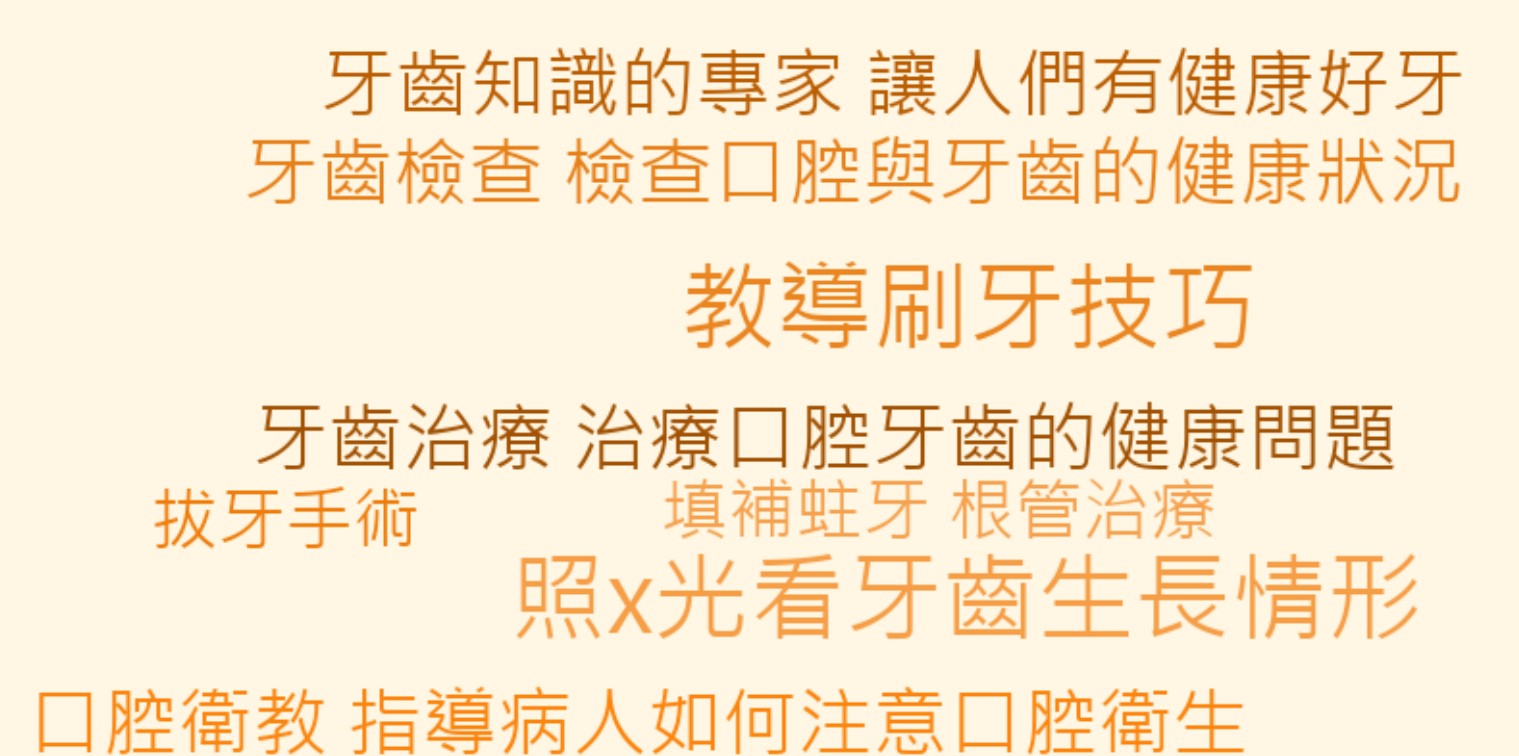 牙齒知識的專家 讓人們有健康好牙
牙齒檢查 檢查口腔與牙齒的健康狀況
教導刷牙技巧
牙齒治療 治療口腔牙齒的健康問題
拔牙手術
填補蛀牙 根管治療
照x光看牙齒生長情形
口腔衛教 指導病人如何注意口腔衛生